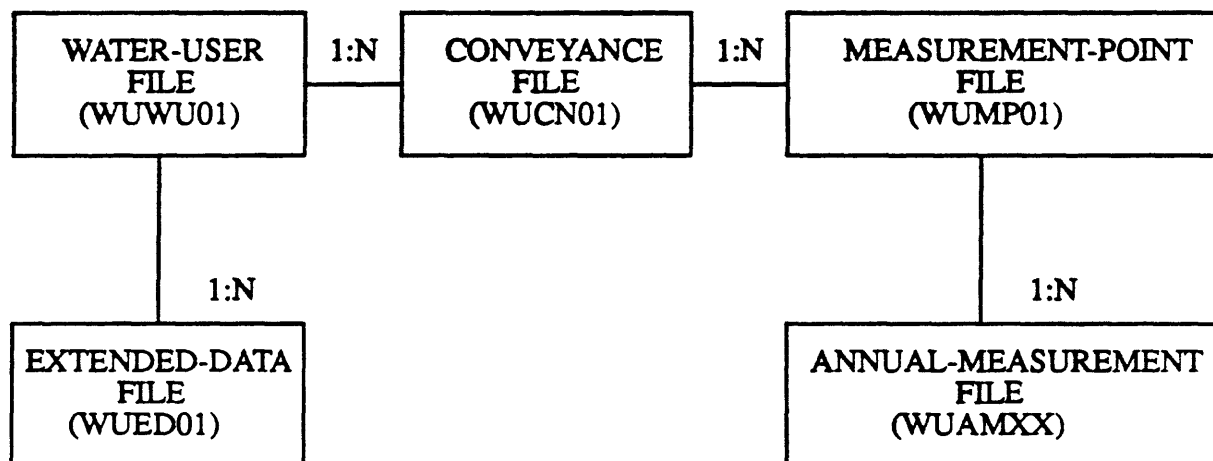 WATER-USER
FILE
(WUWU01)
1:N
CONVEYANCE
FILE
(WUCN01)
1:N
MEASUREMENT-POINT
FILE
(WUMP01)
1:N
EXTENDED-DATA
FILE
(WUED01)
1:N
ANNUAL-MEASUREMENT
FILE
(WUAMXX)